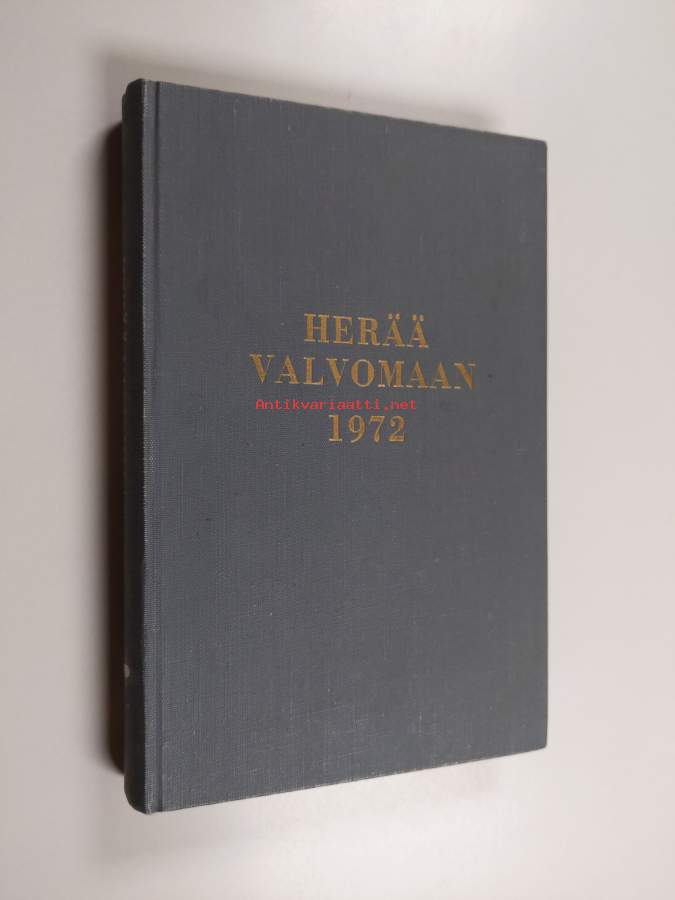 HERÄÄ
VALVOMAAN
Antikvariaatti.net
1972